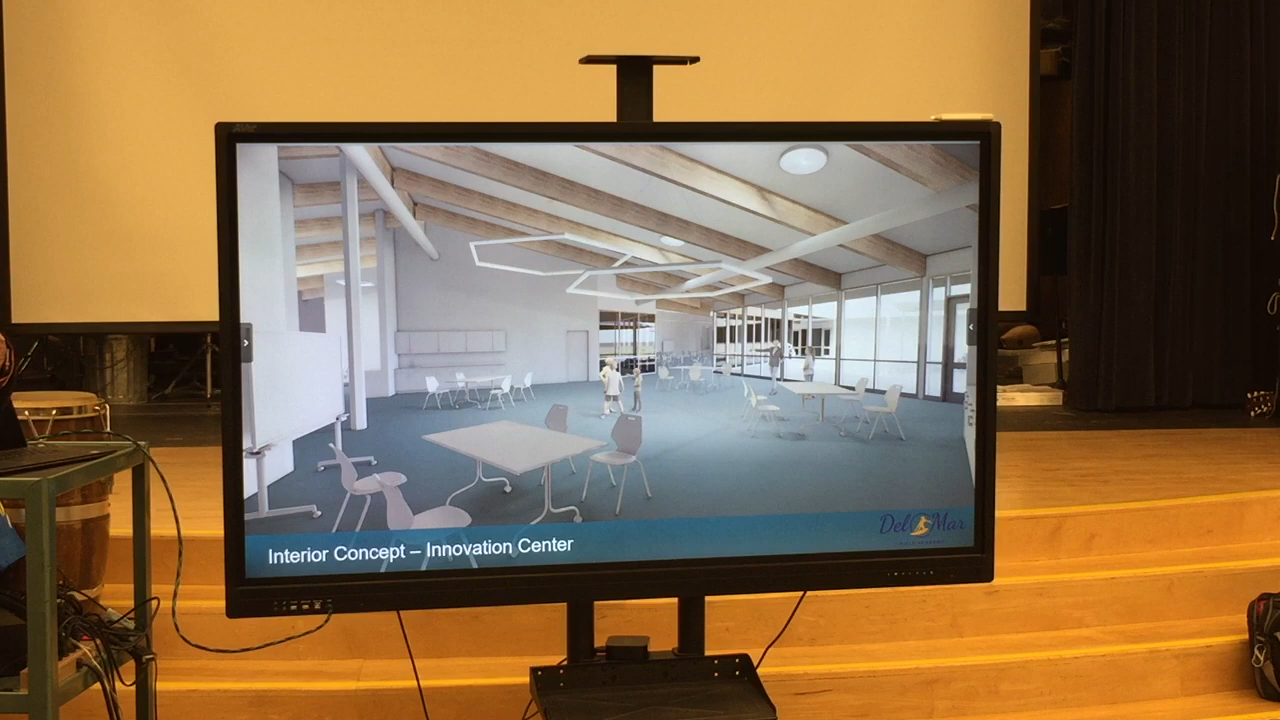 Interior Concept – Innovation Center
Del Mar